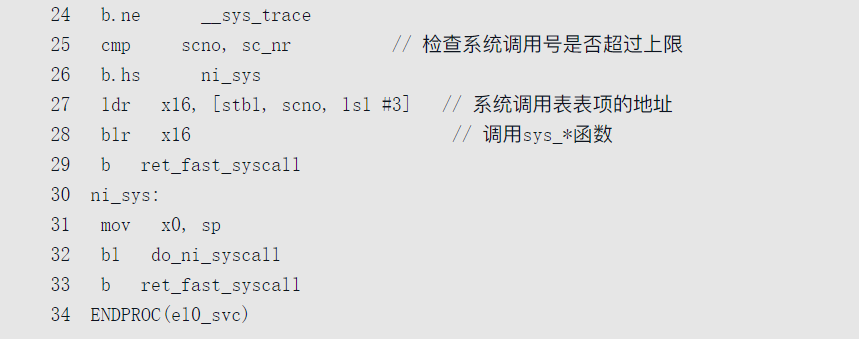 24 b.ne __sys_trace
25 cmp scno, sc_nr // 检查系统调用号是否超过上限
26 b.hs ni_sys
27 ldr x16, [stbl, scno, lsl #3] // 系统调用表表项的地址
28 blr x16 // 调用sys_*函数
29 b ret_fast_syscall
30 ni_sys:
31 mov x0, sp
32 bl do_ni_syscall
33 b ret_fast_syscall
34 ENDPROC(el0_svc)